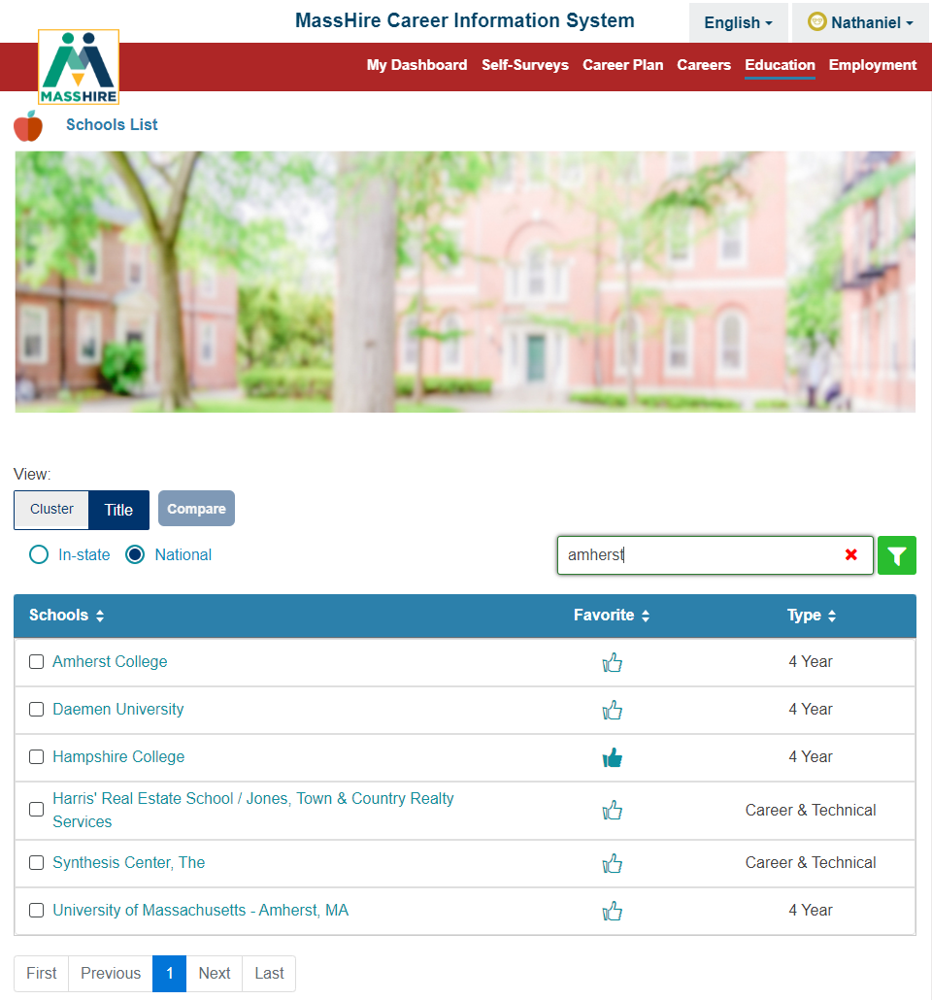 MassHire Career Information System
English
Nathaniel
MASSHIRE
My Dashboard Self-Surveys Career Plan Careers Education Employment
Schools List
View:
Cluster Title Compare
In-state National
amherst
Schools Favorite Type
Amherst College 4 Year
Daemen University 4 Year
Hampshire College 4 Year
Harris' Real Estate School / Jones, Town & Country Realty
Services
Career & Technical
Synthesis Center, The Career & Technical
University of Massachusetts - Amherst, MA 4 Year
First Previous 1 Next Last